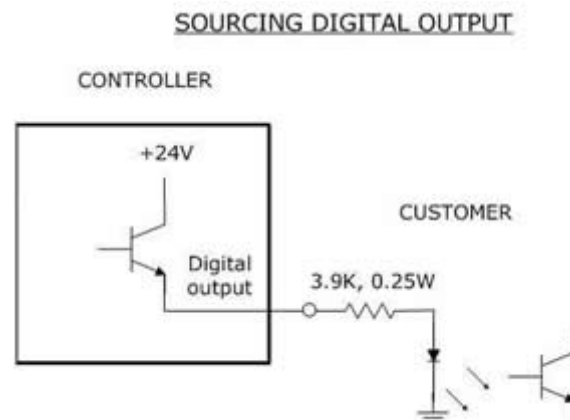 SOURCING DIGITAL OUTPUT
CONTROLLER
+24V
CUSTOMER
Digital
output
3.9K, 0.25W